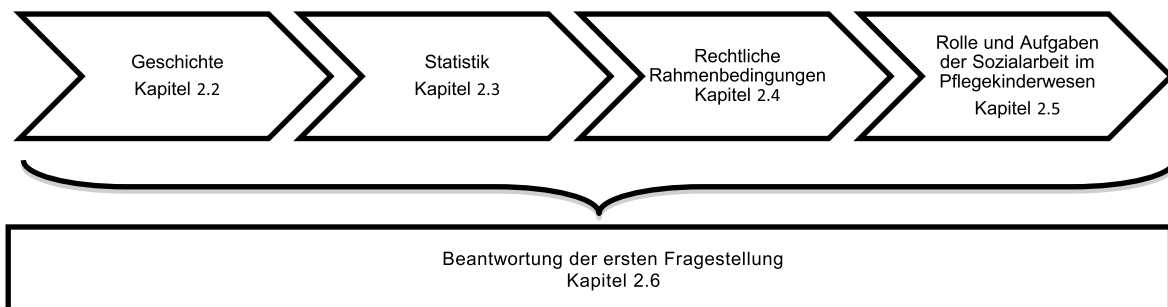 Geschichte
Kapitel 2.2
Statistik
Kapitel 2.3
Rechtliche
Rahmenbedingungen
Kapitel 2.4
Rolle und Aufgaben
der Sozialarbeit im
Pflegekinderwesen
Kapitel 2.5
Beantwortung der ersten Fragestellung
Kapitel 2.6